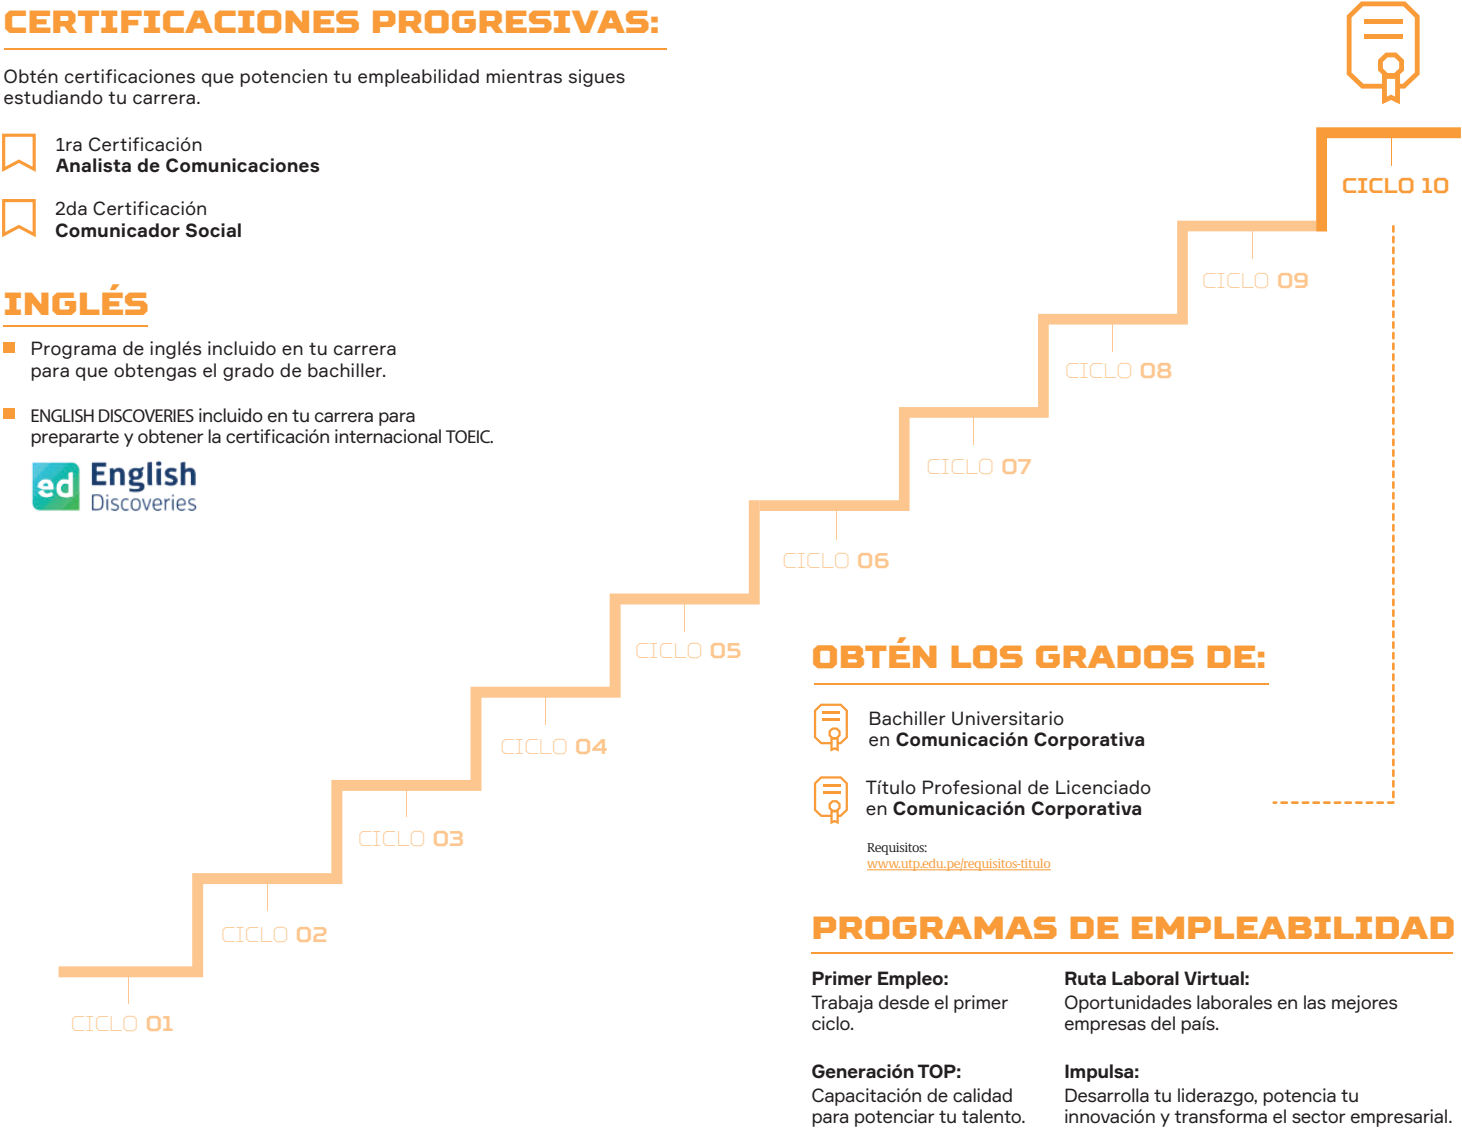 CERTIFICACIONES PROGRESIVAS:
Obtén certificaciones que potencien tu empleabilidad mientras sigues
estudiando tu carrera.
1ra Certificación
Analista de Comunicaciones
2da Certificación
Comunicador Social
INGLÉS
Programa de inglés incluido en tu carrera
para que obtengas el grado de bachiller.
ENGLISH DISCOVERIES incluido en tu carrera para
prepararte y obtener la certificación internacional TOEIC.
ed English
Discoveries
CICLO 10
CICLO 09
CICLO 08
CICLO 07
CICLO 06
CICLO 05
CICLO 04
CICLO 03
CICLO 02
CICLO 01
OBTÉN LOS GRADOS DE:
Bachiller Universitario
en Comunicación Corporativa
Título Profesional de Licenciado
en Comunicación Corporativa
Requisitos:
www.utp.edu.pe/requisitos-titulo
PROGRAMAS DE EMPLEABILIDAD
Primer Empleo:
Trabaja desde el primer
ciclo.
Ruta Laboral Virtual:
Oportunidades laborales en las mejores
empresas del país.
Generación TOP:
Capacitación de calidad
para potenciar tu talento.
Impulsa:
Desarrolla tu liderazgo, potencia tu
innovación y transforma el sector empresarial.